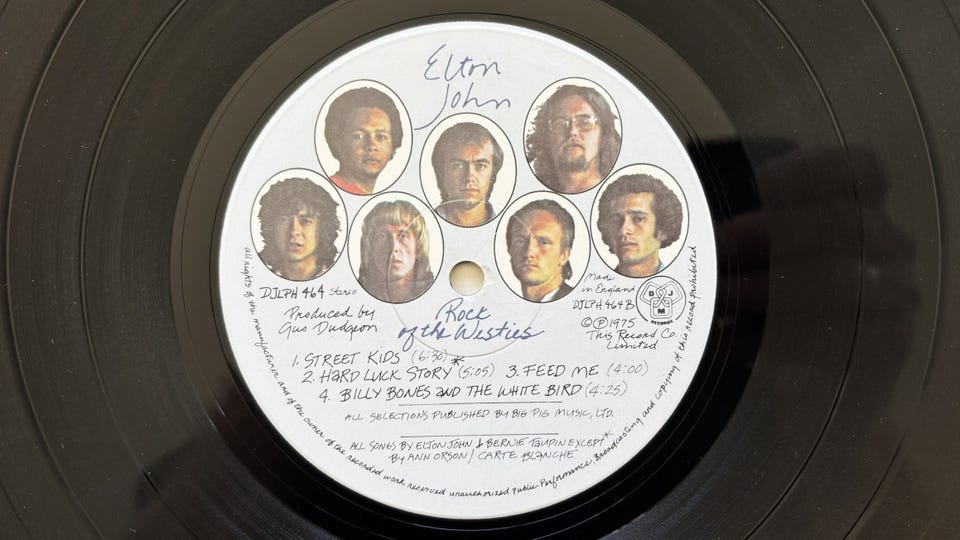 Elton
John
DJLPH 464 Stereo
Produced by
Gus Dudgeon
Rock
of the Westies
Made
in England
DJLPH 464 B
DJM
RECORDS
© ℗ 1975
This Record Co.
Limited
1. STREET KIDS (6:30)
2. HARD LUCK STORY (5:05) * 3. FEED ME (4:00)
4. BILLY BONES AND THE WHITE BIRD (4:25)
ALL SELECTIONS PUBLISHED BY BIG PIG MUSIC, LTD.
ALL SONGS BY ELTON JOHN & BERNIE TAUPIN EXCEPT *
BY ANN ORSON / CARTE BLANCHE
all rights of the manufacturer and of the owner of the recorded work reserved unauthorized Public Performance, Broadcasting and copying of this record prohibited